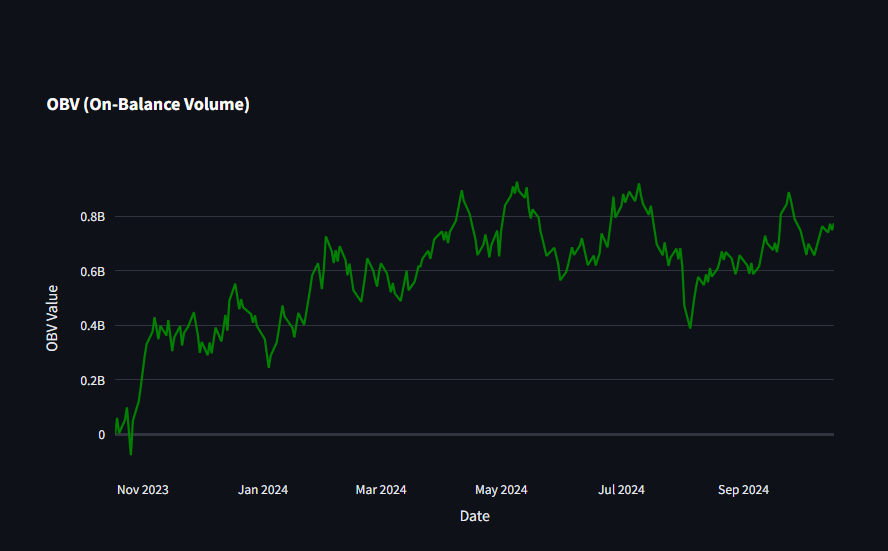 OBV (On-Balance Volume)
0.8B
0.6B
0.4B
0.2B
0
OBV Value
Nov 2023
Jan 2024
Mar 2024
May 2024
Jul 2024
Sep 2024
Date